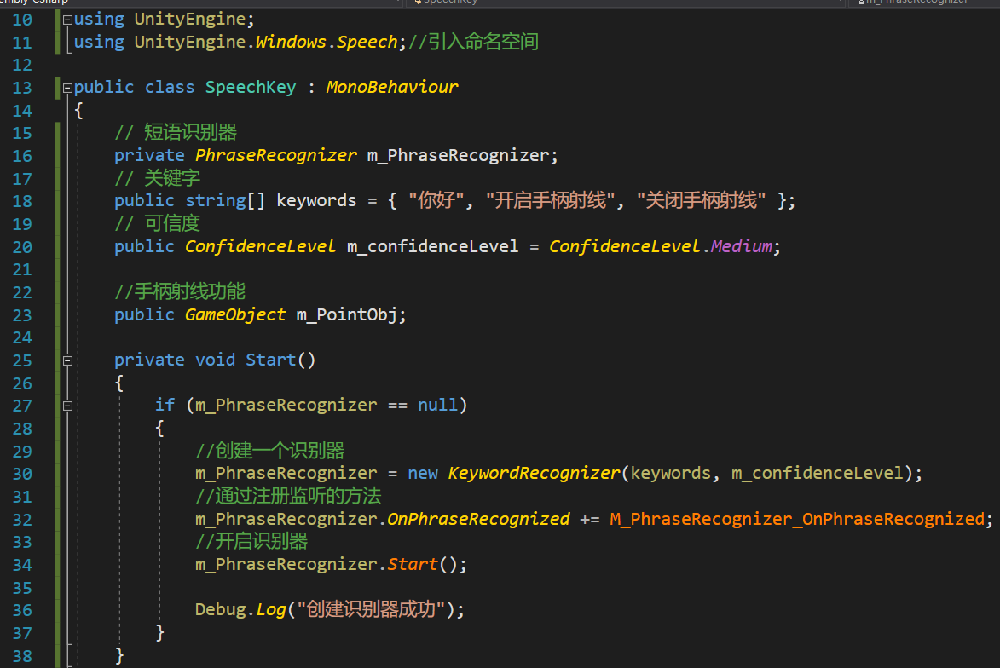 SpeechKey
m_PhraseRecognizer
10 using UnityEngine;
11 using UnityEngine.Windows.Speech;//引入命名空间
12
13 public class SpeechKey : MonoBehaviour
14 {
15 // 短语识别器
16 private PhraseRecognizer m_PhraseRecognizer;
17 // 关键字
18 public string[] keywords = { "你好", "开启手柄射线", "关闭手柄射线" };
19 // 可信度
20 public ConfidenceLevel m_confidenceLevel = ConfidenceLevel.Medium;
21
22 //手柄射线功能
23 public GameObject m_PointObj;
24
25 private void Start()
26 {
27 if (m_PhraseRecognizer == null)
28 {
29 //创建一个识别器
30 m_PhraseRecognizer = new KeywordRecognizer(keywords, m_confidenceLevel);
31 //通过注册监听的方法
32 m_PhraseRecognizer.OnPhraseRecognized += M_PhraseRecognizer_OnPhraseRecognized;
33 //开启识别器
34 m_PhraseRecognizer.Start();
35
36 Debug.Log("创建识别器成功");
37 }
38 }